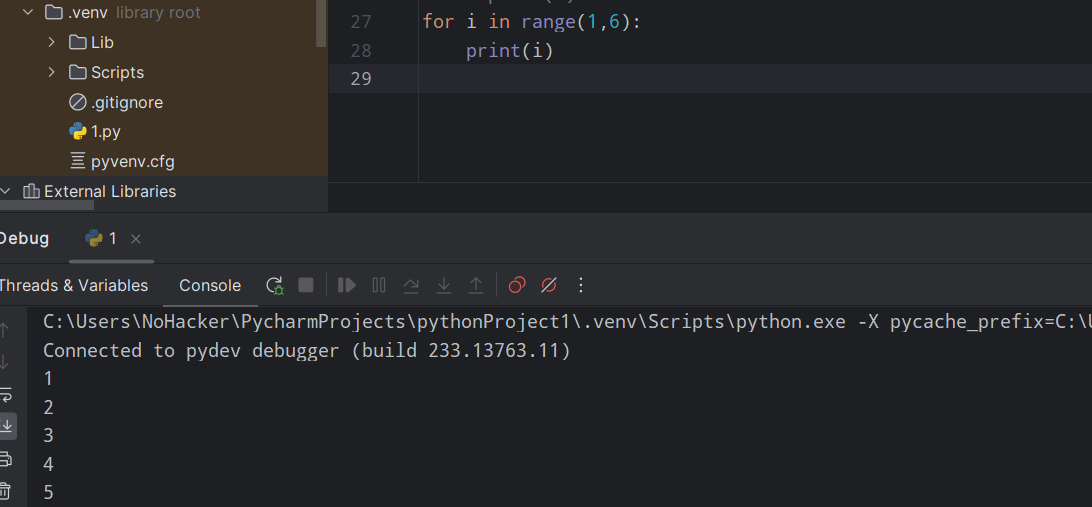 .venv library root
Lib
Scripts
.gitignore
1.py
pyvenv.cfg
External Libraries
27 for i in range(1,6):
28 print(i)
29
Debug 1
Threads & Variables Console
C:\Users\NoHacker\PycharmProjects\pythonProject1\.venv\Scripts\python.exe -X pycache_prefix=C:\U
Connected to pydev debugger (build 233.13763.11)
1
2
3
4
5